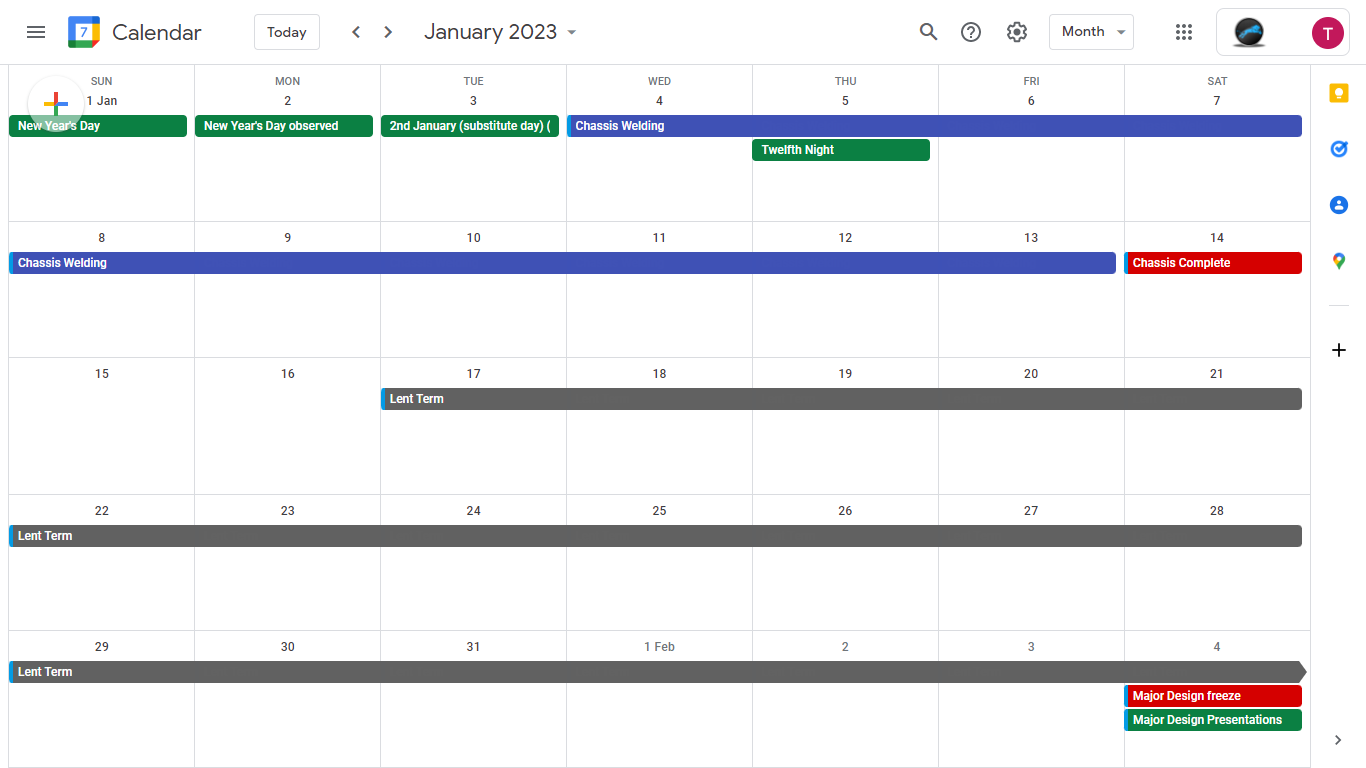 7 Calendar Today January 2023 Month T
SUN MON TUE WED THU FRI SAT
1 Jan 2 3 4 5 6 7
New Year's Day New Year's Day observed 2nd January (substitute day) ( Chassis Welding
Twelfth Night
8 9 10 11 12 13 14
Chassis Welding Chassis Complete
15 16 17 18 19 20 21
Lent Term
22 23 24 25 26 27 28
Lent Term
29 30 31 1 Feb 2 3 4
Lent Term
Major Design freeze
Major Design Presentations